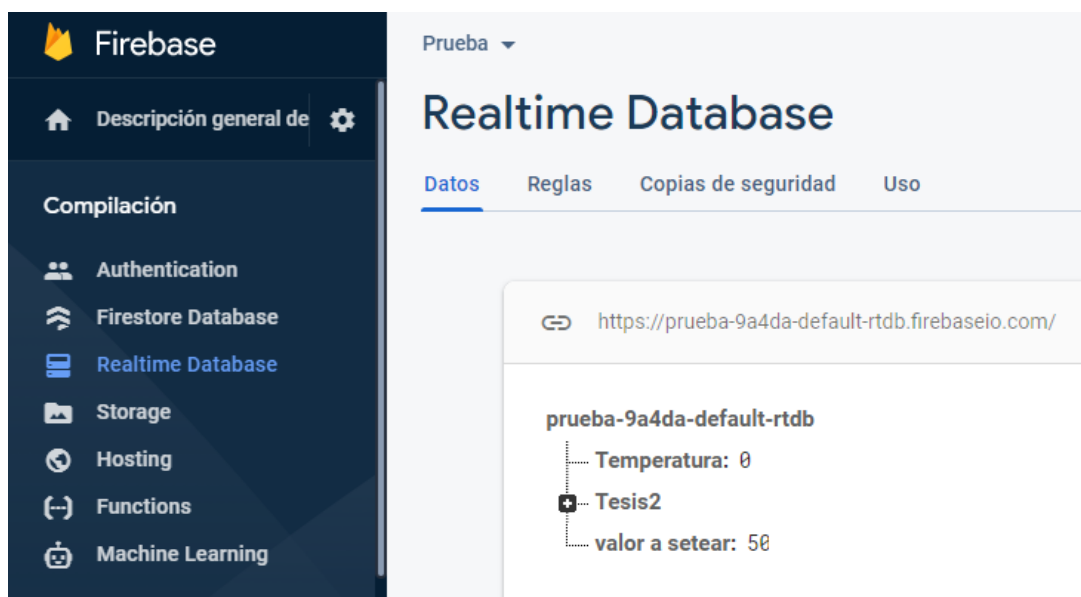 Firebase
Descripción general de
Compilación
Authentication
Firestore Database
Realtime Database
Storage
Hosting
Functions
Machine Learning
Prueba
Realtime Database
Datos Reglas Copias de seguridad Uso
https://prueba-9a4da-default-rtdb.firebaseio.com/
prueba-9a4da-default-rtdb
Temperatura: 0
Tesis2
valor a setear: 50